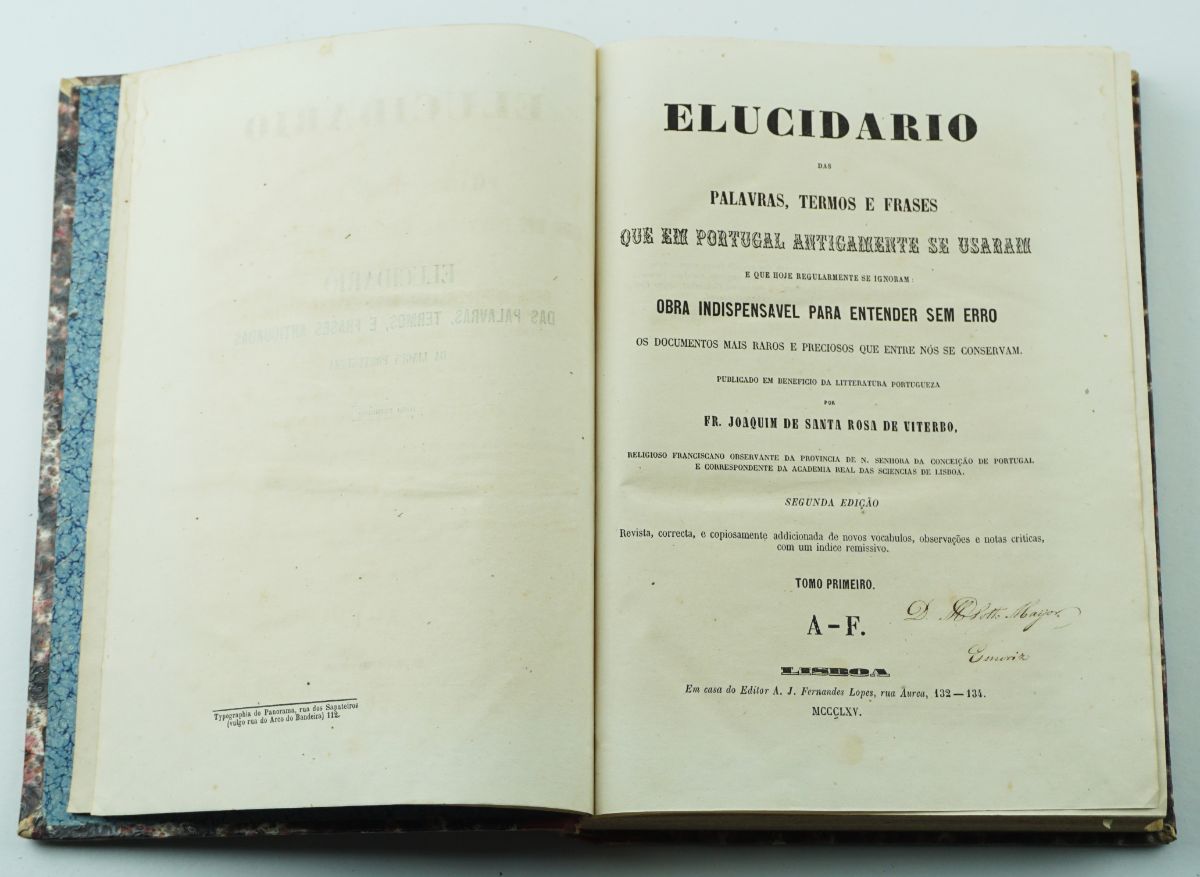 Typographia do Panorama, rua dos Sapateiros
(vulgo rua do Arco do Bandeira) 112.
ELUCIDARIO
DAS
PALAVRAS, TERMOS E FRASES
QUE EM PORTUGAL ANTIGAMENTE SE USARAM
E QUE HOJE REGULARMENTE SE IGNORAM:
OBRA INDISPENSAVEL PARA ENTENDER SEM ERRO
OS DOCUMENTOS MAIS RAROS E PRECIOSOS QUE ENTRE NÓS SE CONSERVAM.
PUBLICADO EM BENEFICIO DA LITTERATURA PORTUGUEZA
POR
FR. JOAQUIM DE SANTA ROSA DE VITERBO,
RELIGIOSO FRANCISCANO OBSERVANTE DA PROVINCIA DE N. SENHORA DA CONCEIÇÃO DE PORTUGAL
E CORRESPONDENTE DA ACADEMIA REAL DAS SCIENCIAS DE LISBOA.
SEGUNDA EDIÇÃO
Revista, correcta, e copiosamente addicionada de novos vocabulos, observações e notas criticas,
com um indice remissivo.
TOMO PRIMEIRO.
A – F.
D. Mayor
LISBOA
Em casa do Editor A. J. Fernandes Lopes, rua Áurea, 132 — 134.
MCCCLXV.